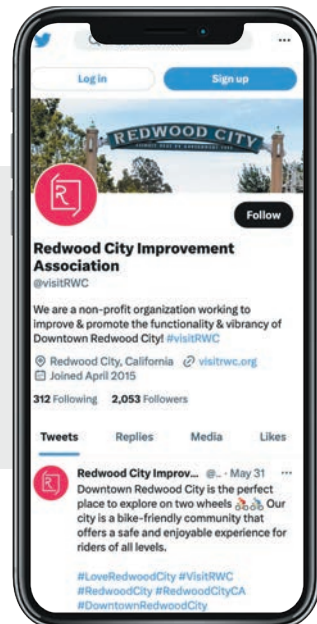 Log in
Sign up
REDWOOD CITY
R
Follow
Redwood City Improvement
Association
@visitRWC
We are a non-profit organization working to
improve & promote the functionality & vibrancy of
Downtown Redwood City! #visitRWC
Redwood City, California visitrwc.org
Joined April 2015
312 Following 2,053 Followers
Tweets Replies Media Likes
R
Redwood City Improv... @.. · May 31 ...
Downtown Redwood City is the perfect
place to explore on two wheels 🚴🚴 Our
city is a bike-friendly community that
offers a safe and enjoyable experience for
riders of all levels.
#LoveRedwoodCity #VisitRWC
#RedwoodCity #RedwoodCityCA
#DowntownRedwoodCity